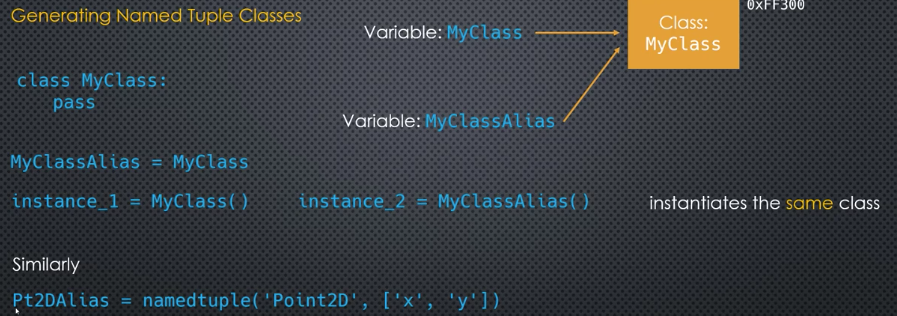 Generating Named Tuple Classes
0xFF300
Variable: MyClass
Class:
MyClass
class MyClass:
    pass
Variable: MyClassAlias
MyClassAlias = MyClass
instance_1 = MyClass()
instance_2 = MyClassAlias()
instantiates the same class
Similarly
Pt2DAlias = namedtuple('Point2D', ['x', 'y'])